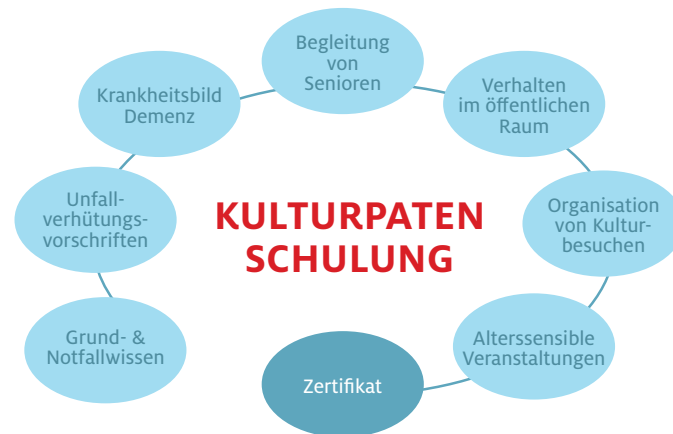 Begleitung
von
Senioren
Krankheitsbild
Demenz
Verhalten
im öffentlichen
Raum
Unfall-
verhütungs-
vorschriften
KULTURPATEN
SCHULUNG
Organisation
von Kultur-
besuchen
Grund- &
Notfallwissen
Alterssensible
Veranstaltungen
Zertifikat